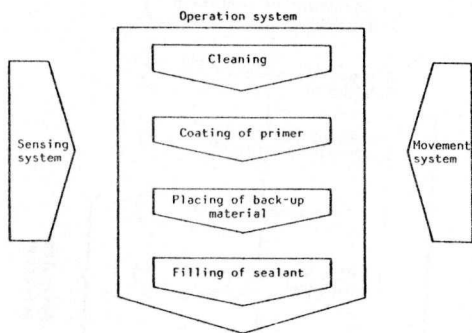 Operation system
Cleaning
Coating of primer
Sensing
system
Movement
system
Placing of back-up
material
Filling of sealant